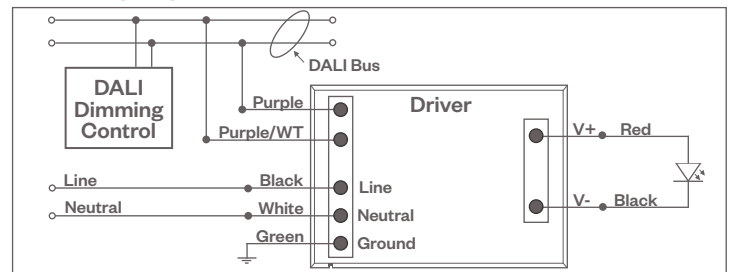 DALI Bus
DALI
Dimming
Control
Purple
Driver
Purple/WT
V+ Red
Line Black Line
Neutral White Neutral
V- Black
Green Ground